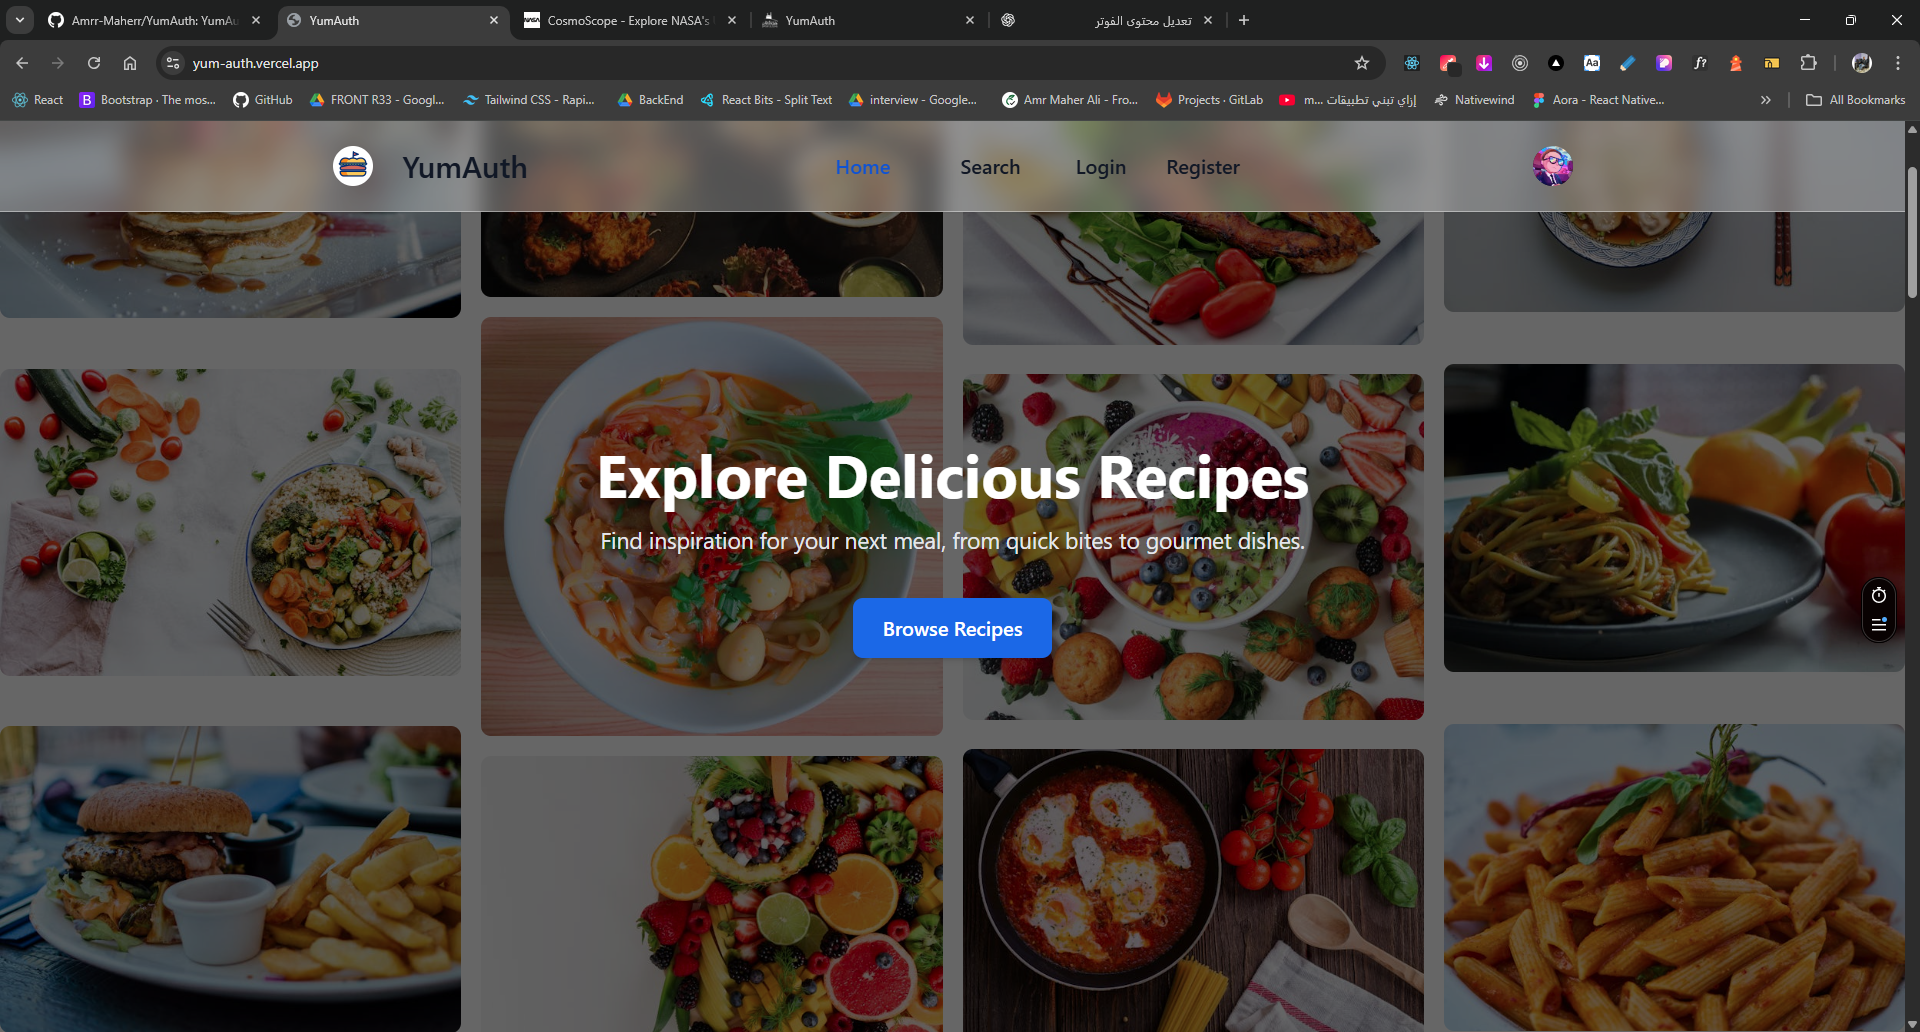 Amrr-Maherr/YumAuth: YumAu
YumAuth
CosmoScope - Explore NASA's
YumAuth
تعديل محتوى الفوتر
yum-auth.vercel.app
React
Bootstrap · The mos...
GitHub
FRONT R33 - Googl...
Tailwind CSS - Rapi...
BackEnd
React Bits - Split Text
interview - Google...
Amr Maher Ali - Fro...
Projects · GitLab
إزاي تبني تطبيقات ...m
Nativewind
Aora - React Native...
All Bookmarks
YumAuth
Home
Search
Login
Register
Explore Delicious Recipes
Find inspiration for your next meal, from quick bites to gourmet dishes.
Browse Recipes